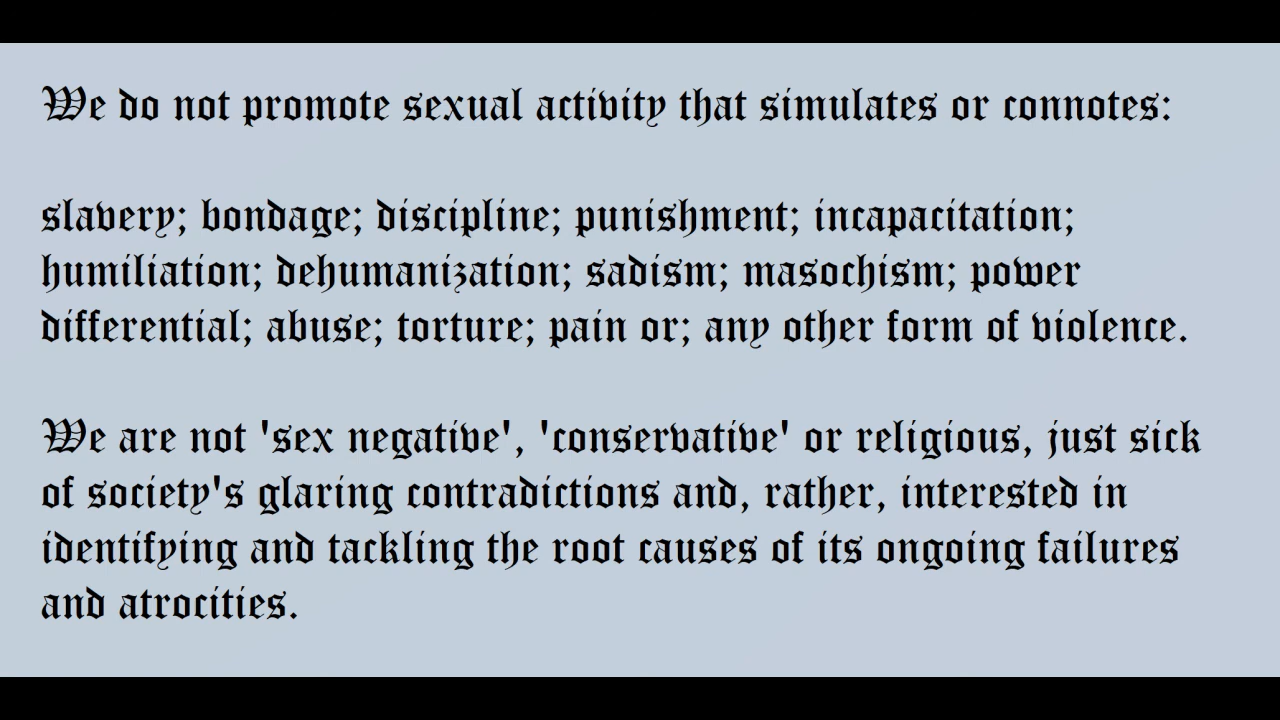 We do not promote sexual activity that simulates or connotes:
slavery; bondage; discipline; punishment; incapacitation;
humiliation; dehumanization; sadism; masochism; power
differential; abuse; torture; pain or; any other form of violence.
We are not 'sex negative', 'conservative' or religious, just sick
of society's glaring contradictions and, rather, interested in
identifying and tackling the root causes of its ongoing failures
and atrocities.